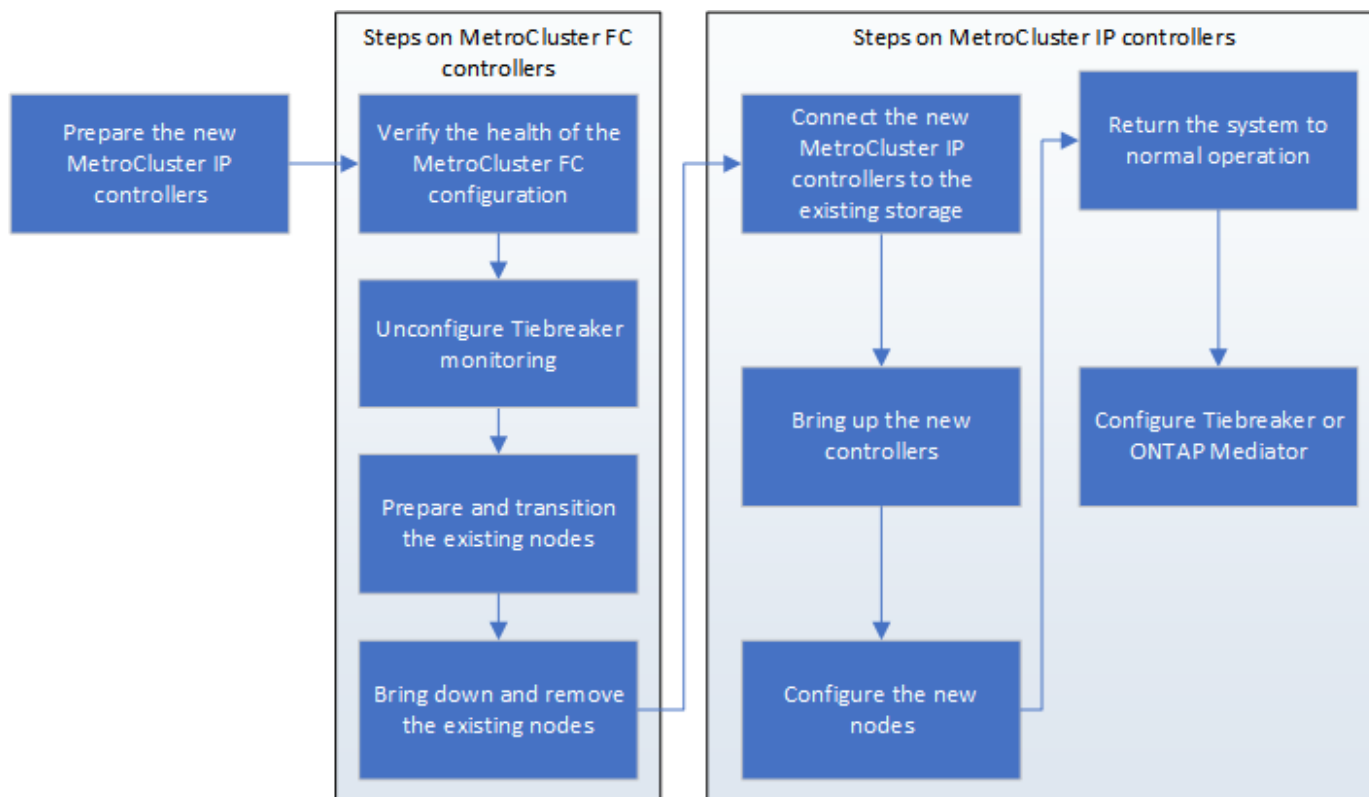 Prepare the new
MetroCluster IP
controllers
Steps on MetroCluster FC
controllers
Verify the health of the
MetroCluster FC
configuration
Unconfigure Tiebreaker
monitoring
Prepare and transition
the existing nodes
Bring down and remove
the existing nodes
Steps on MetroCluster IP controllers
Connect the new
MetroCluster IP
controllers to the
existing storage
Bring up the new
controllers
Configure the new
nodes
Return the system to
normal operation
Configure Tiebreaker or
ONTAP Mediator